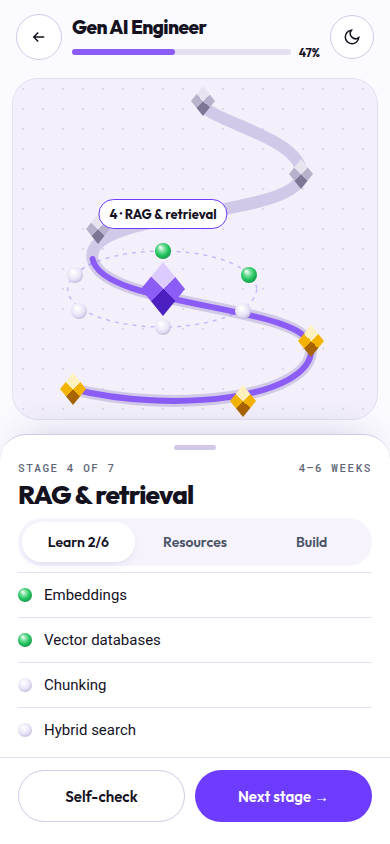 Gen AI Engineer
47%
4 · RAG & retrieval
STAGE 4 OF 7
4–6 WEEKS
RAG & retrieval
Learn 2/6
Resources
Build
Embeddings
Vector databases
Chunking
Hybrid search
Self-check
Next stage →